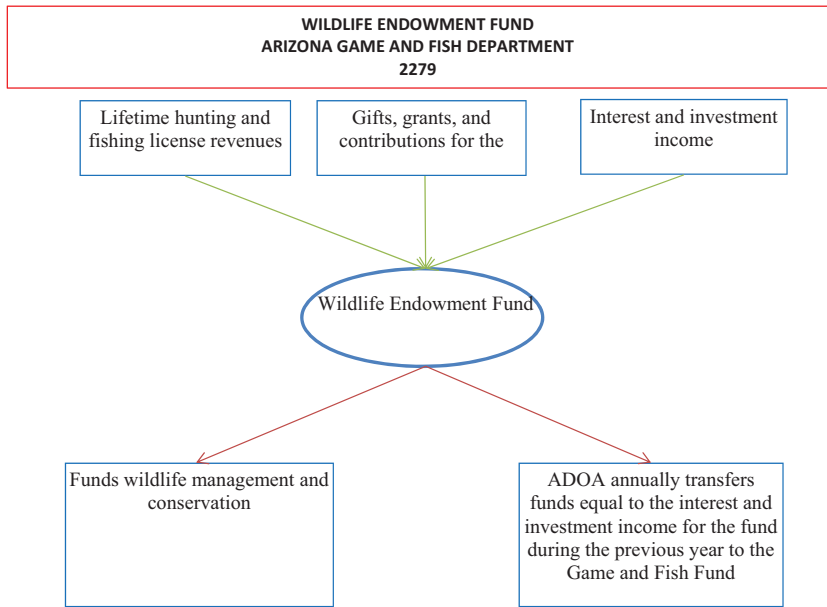 WILDLIFE ENDOWMENT FUND
ARIZONA GAME AND FISH DEPARTMENT
2279
Lifetime hunting and
fishing license revenues
Gifts, grants, and
contributions for the
Interest and investment
income
Wildlife Endowment Fund
Funds wildlife management and
conservation
ADOA annually transfers
funds equal to the interest and
investment income for the fund
during the previous year to the
Game and Fish Fund